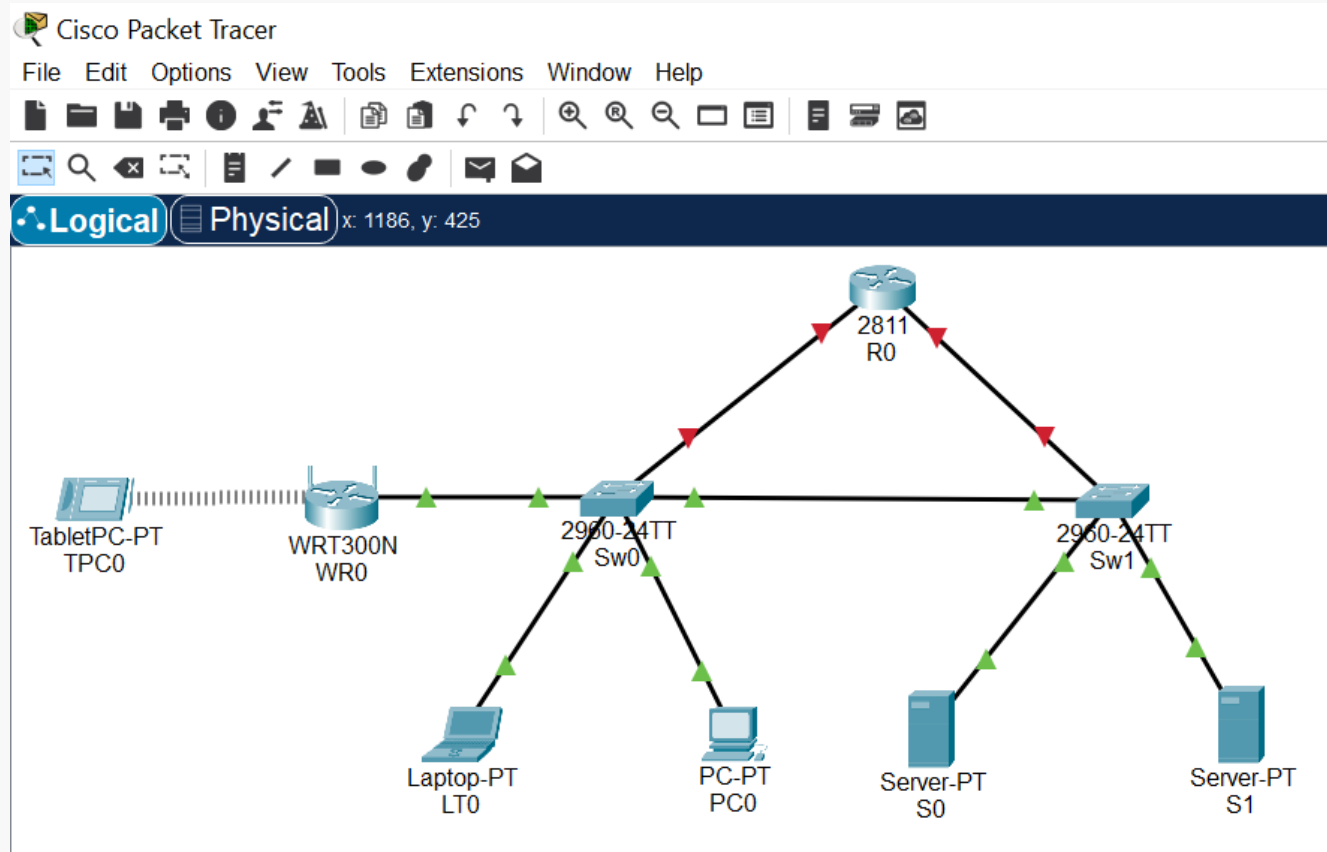 Cisco Packet Tracer
File Edit Options View Tools Extensions Window Help
Logical Physical x: 1186, y: 425
2811
R0
TabletPC-PT
TPC0
WRT300N
WR0
2960-24TT
Sw0
2960-24TT
Sw1
Laptop-PT
LT0
PC-PT
PC0
Server-PT
S0
Server-PT
S1